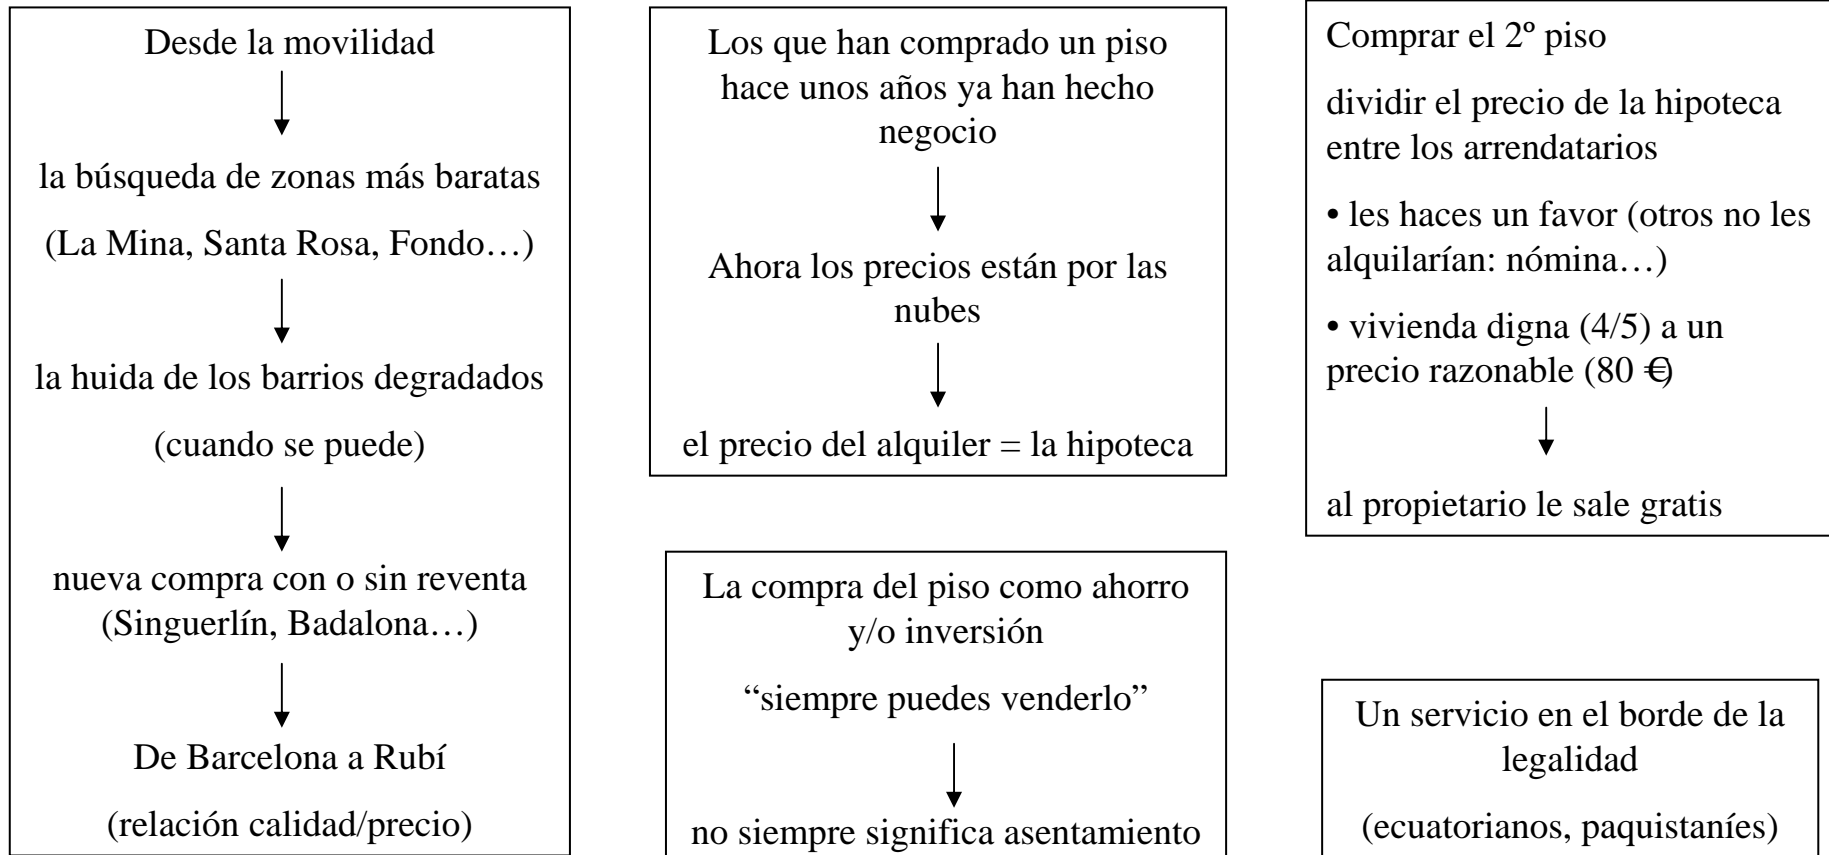 Desde la movilidad
la búsqueda de zonas más baratas
(La Mina, Santa Rosa, Fondo…)
la huida de los barrios degradados
(cuando se puede)
nueva compra con o sin reventa
(Singuerlín, Badalona…)
De Barcelona a Rubí
(relación calidad/precio)
Los que han comprado un piso
hace unos años ya han hecho
negocio
Ahora los precios están por las
nubes
el precio del alquiler = la hipoteca
La compra del piso como ahorro
y/o inversión
“siempre puedes venderlo”
no siempre significa asentamiento
Comprar el 2º piso
dividir el precio de la hipoteca
entre los arrendatarios
• les haces un favor (otros no les
alquilarían: nómina…)
• vivienda digna (4/5) a un
precio razonable (80 €)
al propietario le sale gratis
Un servicio en el borde de la
legalidad
(ecuatorianos, paquistaníes)